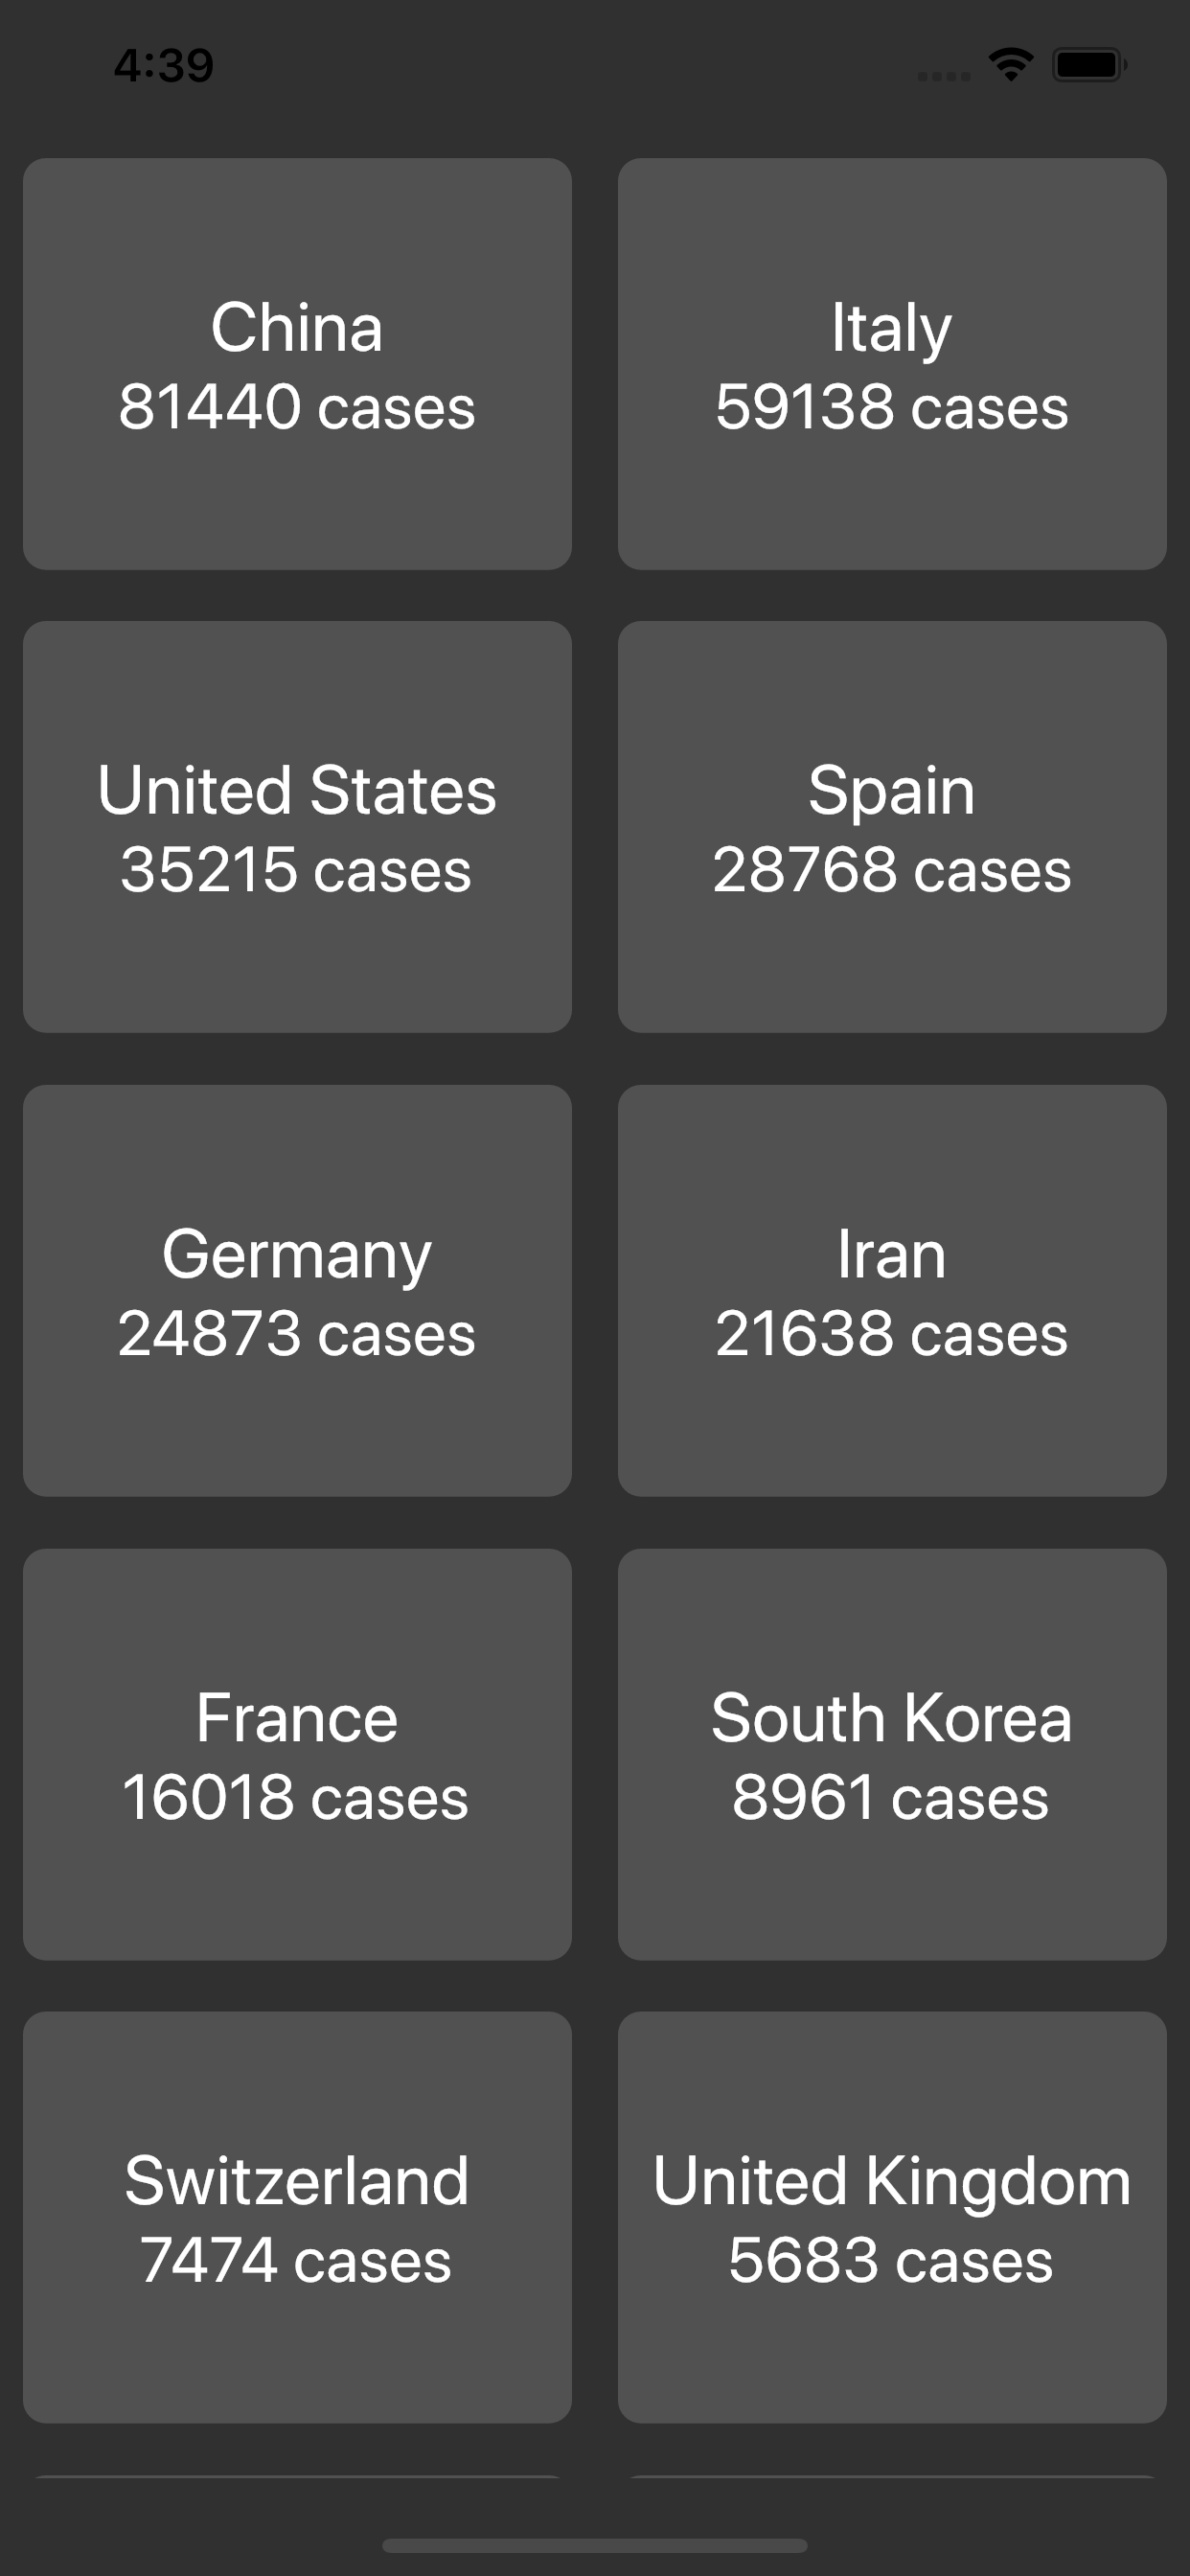 4:39
China
81440 cases
Italy
59138 cases
United States
35215 cases
Spain
28768 cases
Germany
24873 cases
Iran
21638 cases
France
16018 cases
South Korea
8961 cases
Switzerland
7474 cases
United Kingdom
5683 cases